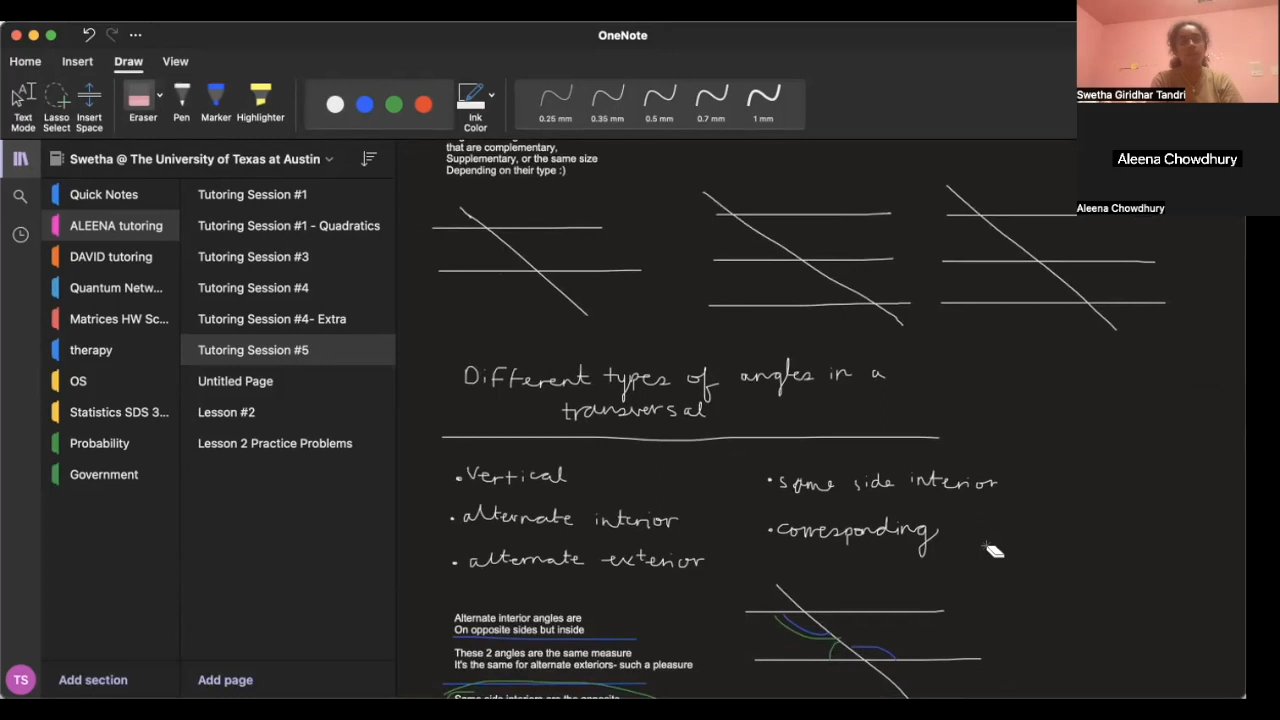 OneNote
Home Insert Draw View
Swetha Giridhar Tandri
Aleena Chowdhury
Aleena Chowdhury
Text Mode
Lasso Select
Insert Space
Eraser
Pen
Marker
Highlighter
Ink Color
0.25 mm
0.35 mm
0.5 mm
0.7 mm
1 mm
Swetha @ The University of Texas at Austin
Quick Notes
ALEENA tutoring
DAVID tutoring
Quantum Netw...
Matrices HW Sc...
therapy
OS
Statistics SDS 3...
Probability
Government
Tutoring Session #1
Tutoring Session #1 - Quadratics
Tutoring Session #3
Tutoring Session #4
Tutoring Session #4- Extra
Tutoring Session #5
Untitled Page
Lesson #2
Lesson 2 Practice Problems
TS
Add section
Add page
that are complementary,
Supplementary, or the same size
Depending on their type :)
Different types of angles in a
transversal
• Vertical
• alternate interior
• alternate exterior
• same side interior
• corresponding
Alternate interior angles are
On opposite sides but inside
These 2 angles are the same measure
It's the same for alternate exteriors- such a pleasure
Same side interiors are the opposite